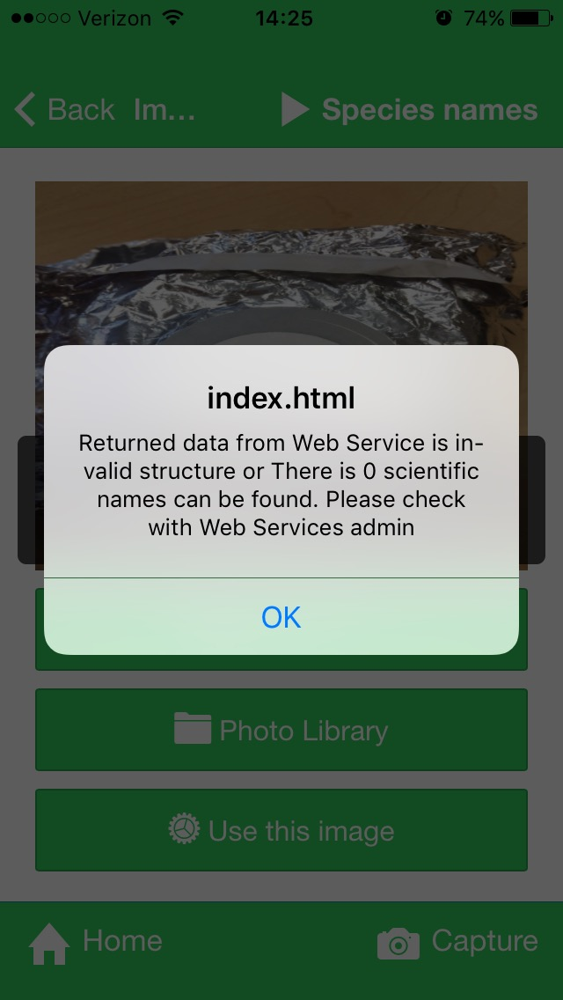 Verizon 14:25 74%
Back Im... Species names
index.html
Returned data from Web Service is in-
valid structure or There is 0 scientific
names can be found. Please check
with Web Services admin
OK
Photo Library
Use this image
Home Capture